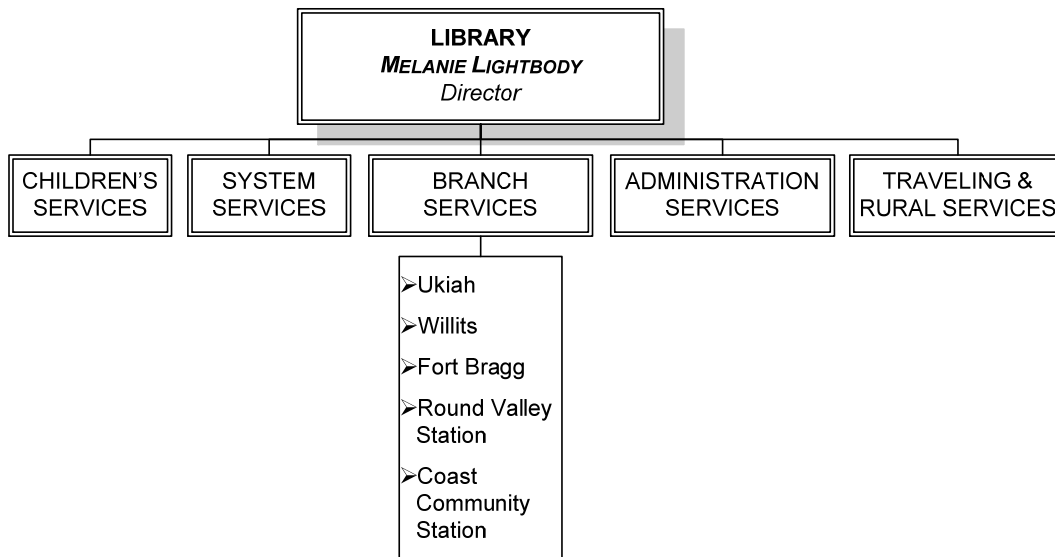 LIBRARY
MELANIE LIGHTBODY
Director
CHILDREN'S
SERVICES
SYSTEM
SERVICES
BRANCH
SERVICES
ADMINISTRATION
SERVICES
TRAVELING &
RURAL SERVICES
➢Ukiah
➢Willits
➢Fort Bragg
➢Round Valley
Station
➢Coast
Community
Station